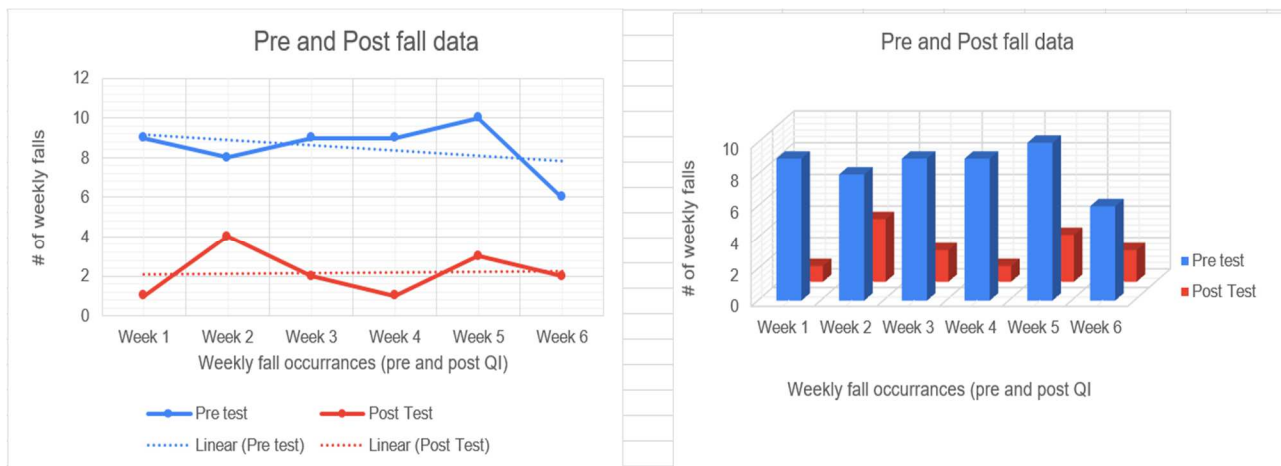 Pre and Post fall data
12
10
8
6
4
2
0
# of weekly falls
Week 1 Week 2 Week 3 Week 4 Week 5 Week 6
Weekly fall occurrances (pre and post QI)
Pre test Post Test
Linear (Pre test) Linear (Post Test)
Pre and Post fall data
10
8
6
4
2
0
# of weekly falls
Week 1 Week 2 Week 3 Week 4 Week 5 Week 6
Pre test
Post Test
Weekly fall occurrances (pre and post QI